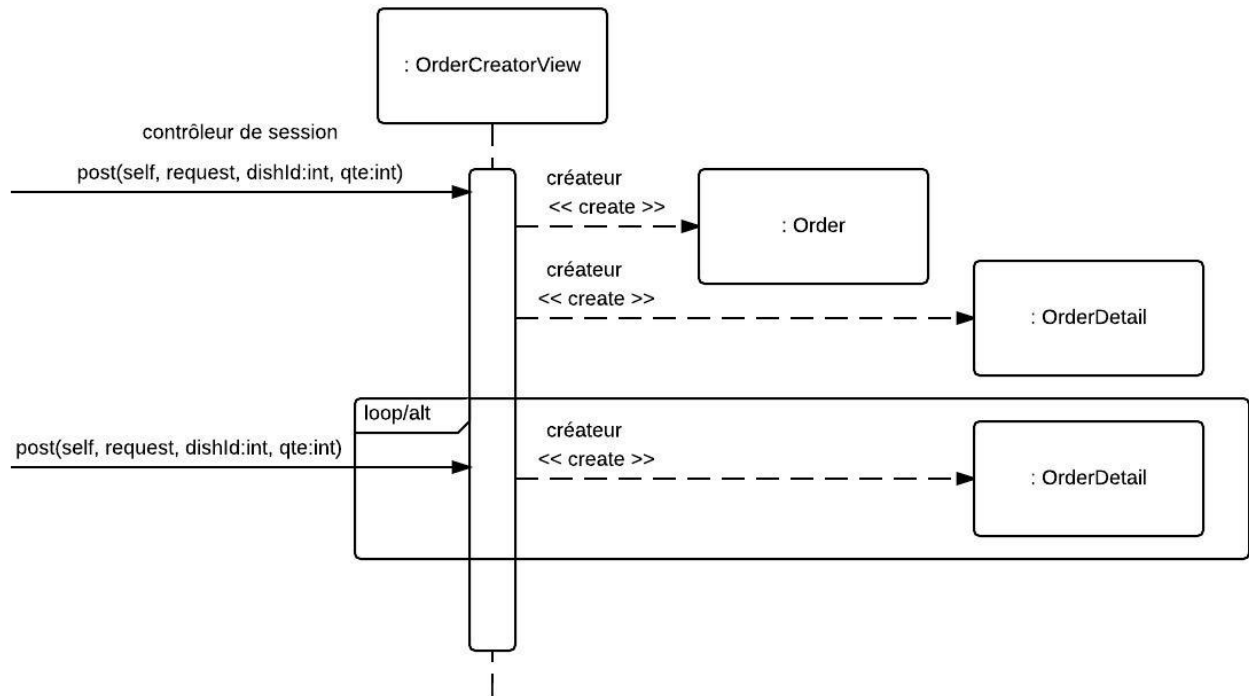 : OrderCreatorView
contrôleur de session
post(self, request, dishId:int, qte:int)
créateur
<< create >>
: Order
créateur
<< create >>
: OrderDetail
loop/alt
post(self, request, dishId:int, qte:int)
créateur
<< create >>
: OrderDetail